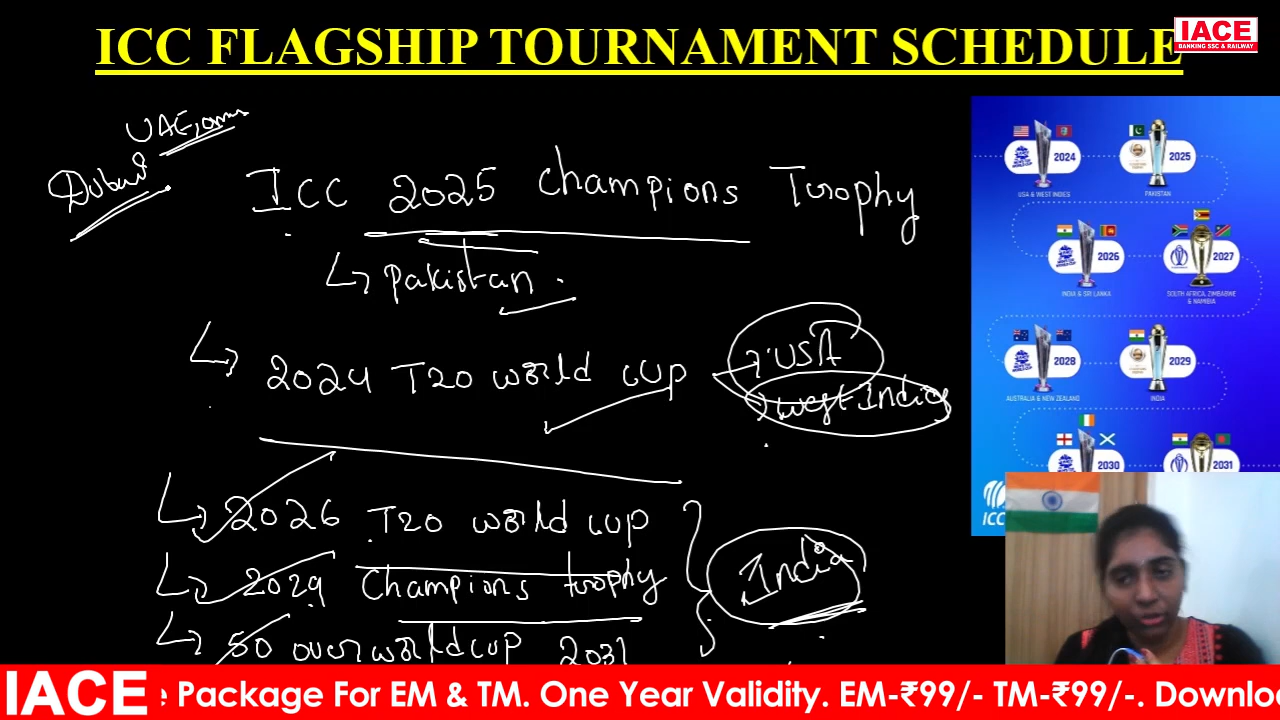 ICC FLAGSHIP TOURNAMENT SCHEDULE
IACE
BANKING SSC & RAILWAY
UAE,
Dubai
ICC 2025 champions Trophy
↳ pakistan.
↳ 2024 T20 world cup
→ USA
→ west Indies
↳ 2026 T20 world cup
↳ 2029 Champions trophy
↳ 50 over world cup 2031
India
2024
USA & WEST INDIES
2025
PAKISTAN
2026
INDIA & SRI LANKA
2027
SOUTH AFRICA, ZIMBABWE
& NAMIBIA
2028
AUSTRALIA & NEW ZEALAND
2029
INDIA
2030
2031
ICC
IACE
e Package For EM & TM. One Year Validity. EM-₹99/- TM-₹99/-. Downlo